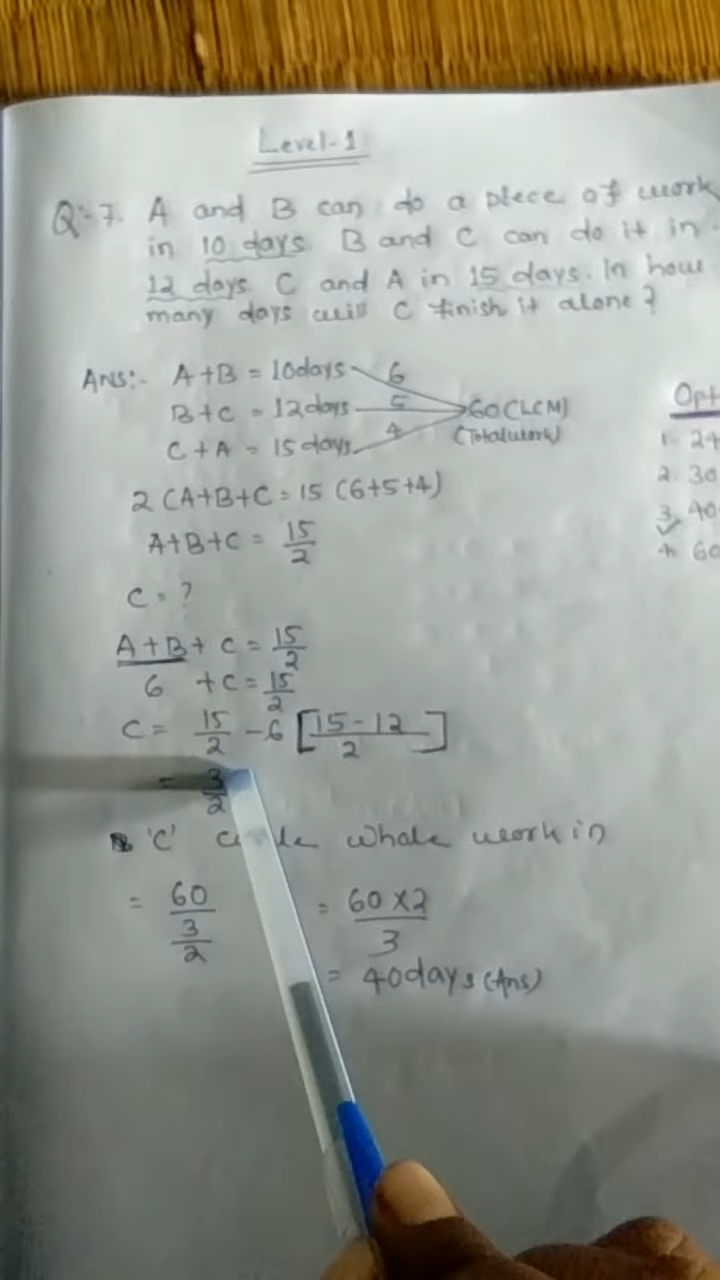 Level-1
Q:-7. A and B can do a piece of work
in 10 days. B and C can do it in
12 days C and A in 15 days. In how
many days will C finish it alone?
Ans:- A+B = 10days 6
B+C = 12days 5 60(LCM)
C+A = 15days 4 (Total work)
Opt
1. 24
2. 30
3. 40
4. 60
2(A+B+C = 15 (6+5+4)
A+B+C = 15/2
C = ?
A+B+C = 15/2
6 +C = 15/2
C = 15/2 - 6 [15-12/2]
= 3/2
'C' whole work in
= 60/3/2 = 60×2/3
= 40days (Ans)